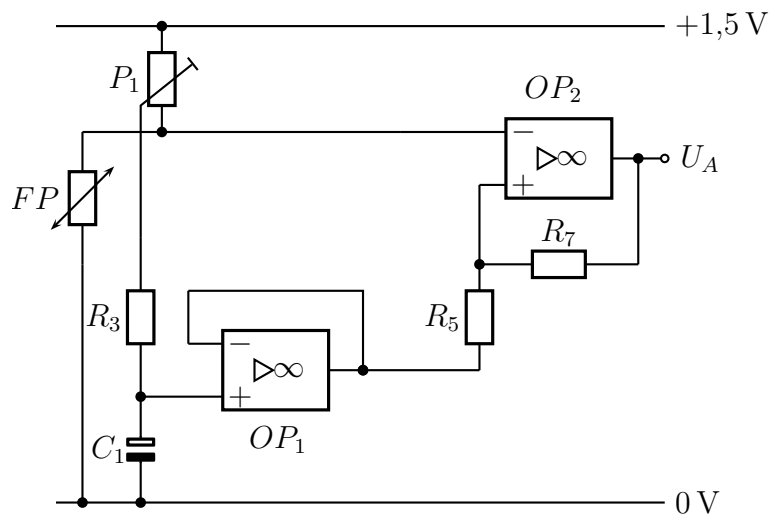 +1,5 V
P₁
OP₂
−
▷∞
U_A
+
FP
R₇
R₃
R₅
−
▷∞
+
OP₁
C₁
0 V